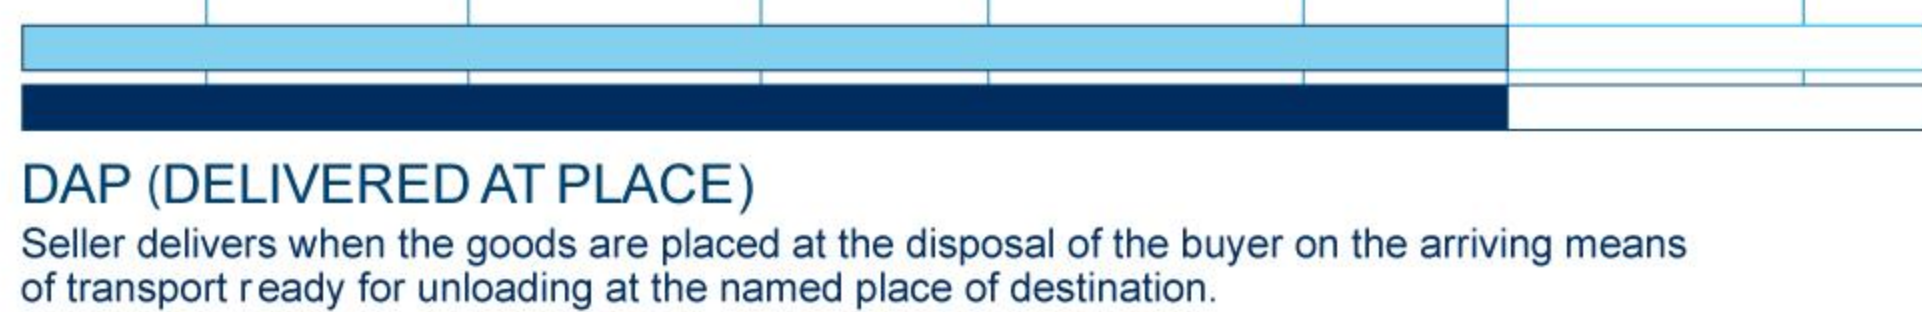 DAP (DELIVERED AT PLACE)
Seller delivers when the goods are placed at the disposal of the buyer on the arriving means
of transport ready for unloading at the named place of destination.